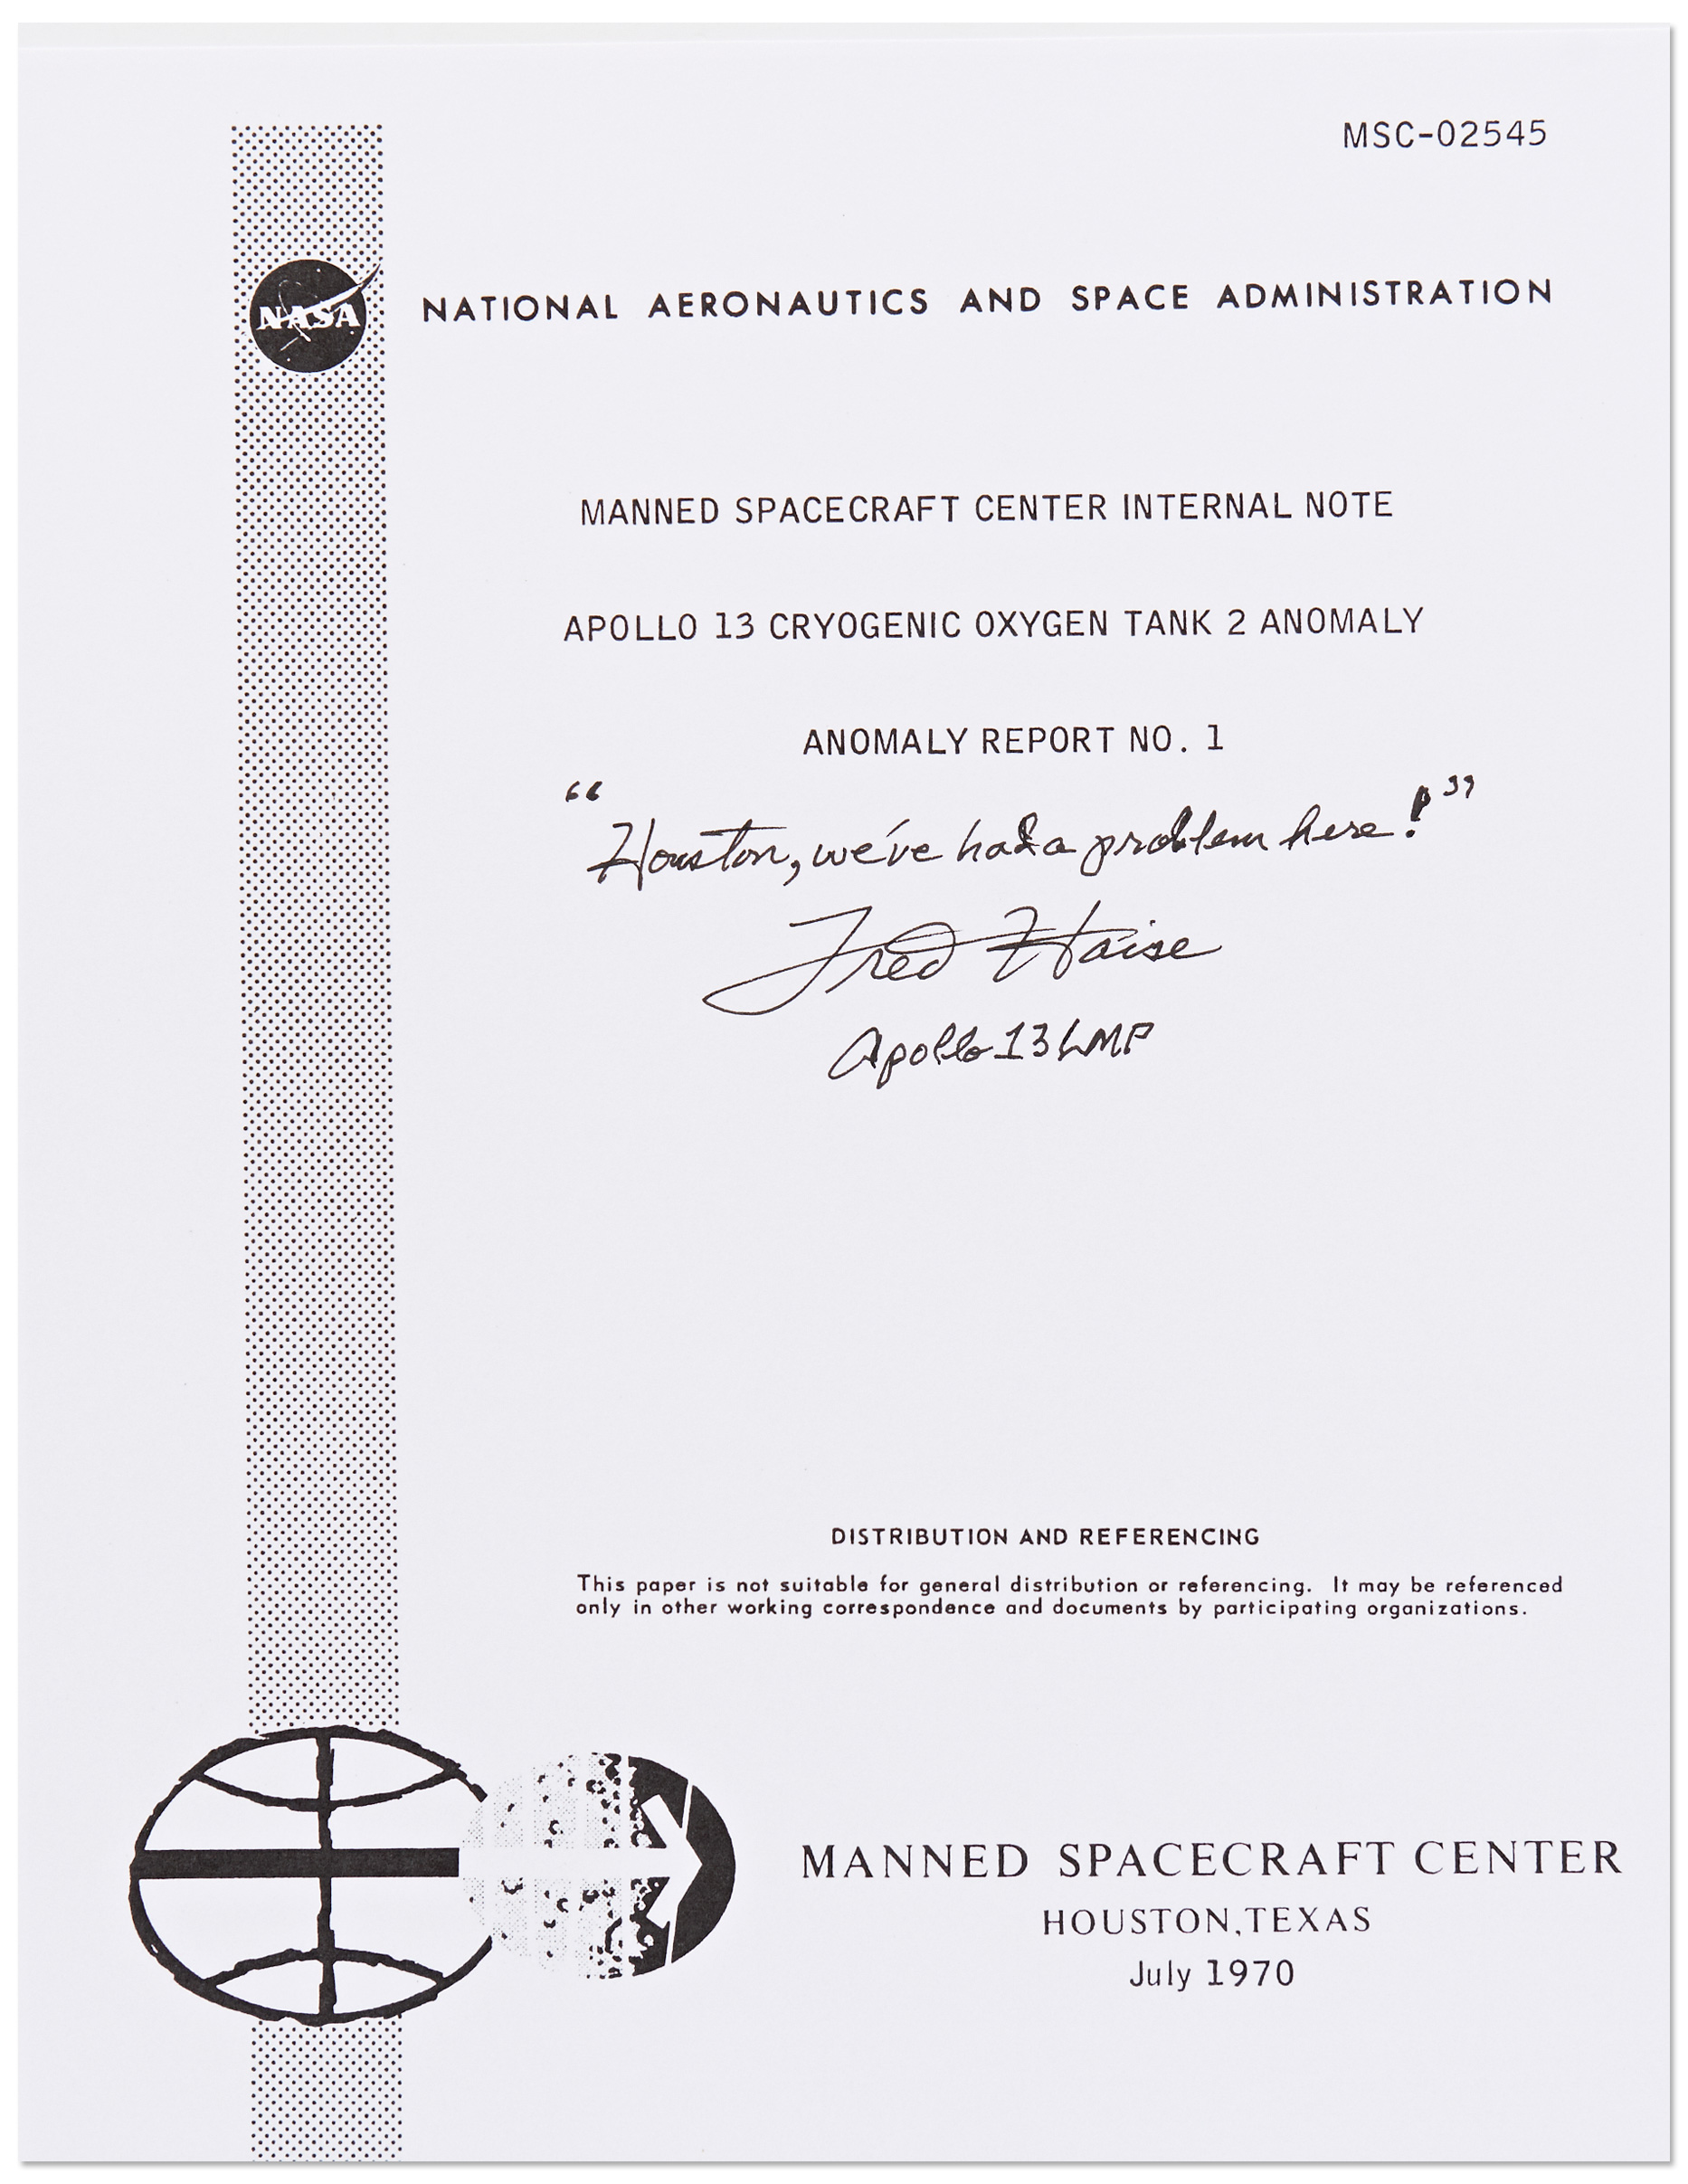 MSC-02545
NASA
NATIONAL AERONAUTICS AND SPACE ADMINISTRATION
MANNED SPACECRAFT CENTER INTERNAL NOTE
APOLLO 13 CRYOGENIC OXYGEN TANK 2 ANOMALY
ANOMALY REPORT NO. 1
“Houston, we've had a problem here!”
Fred Haise
Apollo 13 LMP
DISTRIBUTION AND REFERENCING
This paper is not suitable for general distribution or referencing. It may be referenced
only in other working correspondence and documents by participating organizations.
MANNED SPACECRAFT CENTER
HOUSTON,TEXAS
July 1970